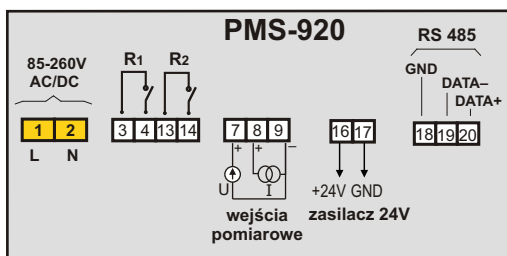 PMS-920
85-260V
AC/DC
R1 R2
RS 485
GND
DATA–
DATA+
1 2
3 4 13 14
7 8 9
16 17
18 19 20
L N
+ + –
U I
+24V GND
wejścia
pomiarowe
zasilacz 24V